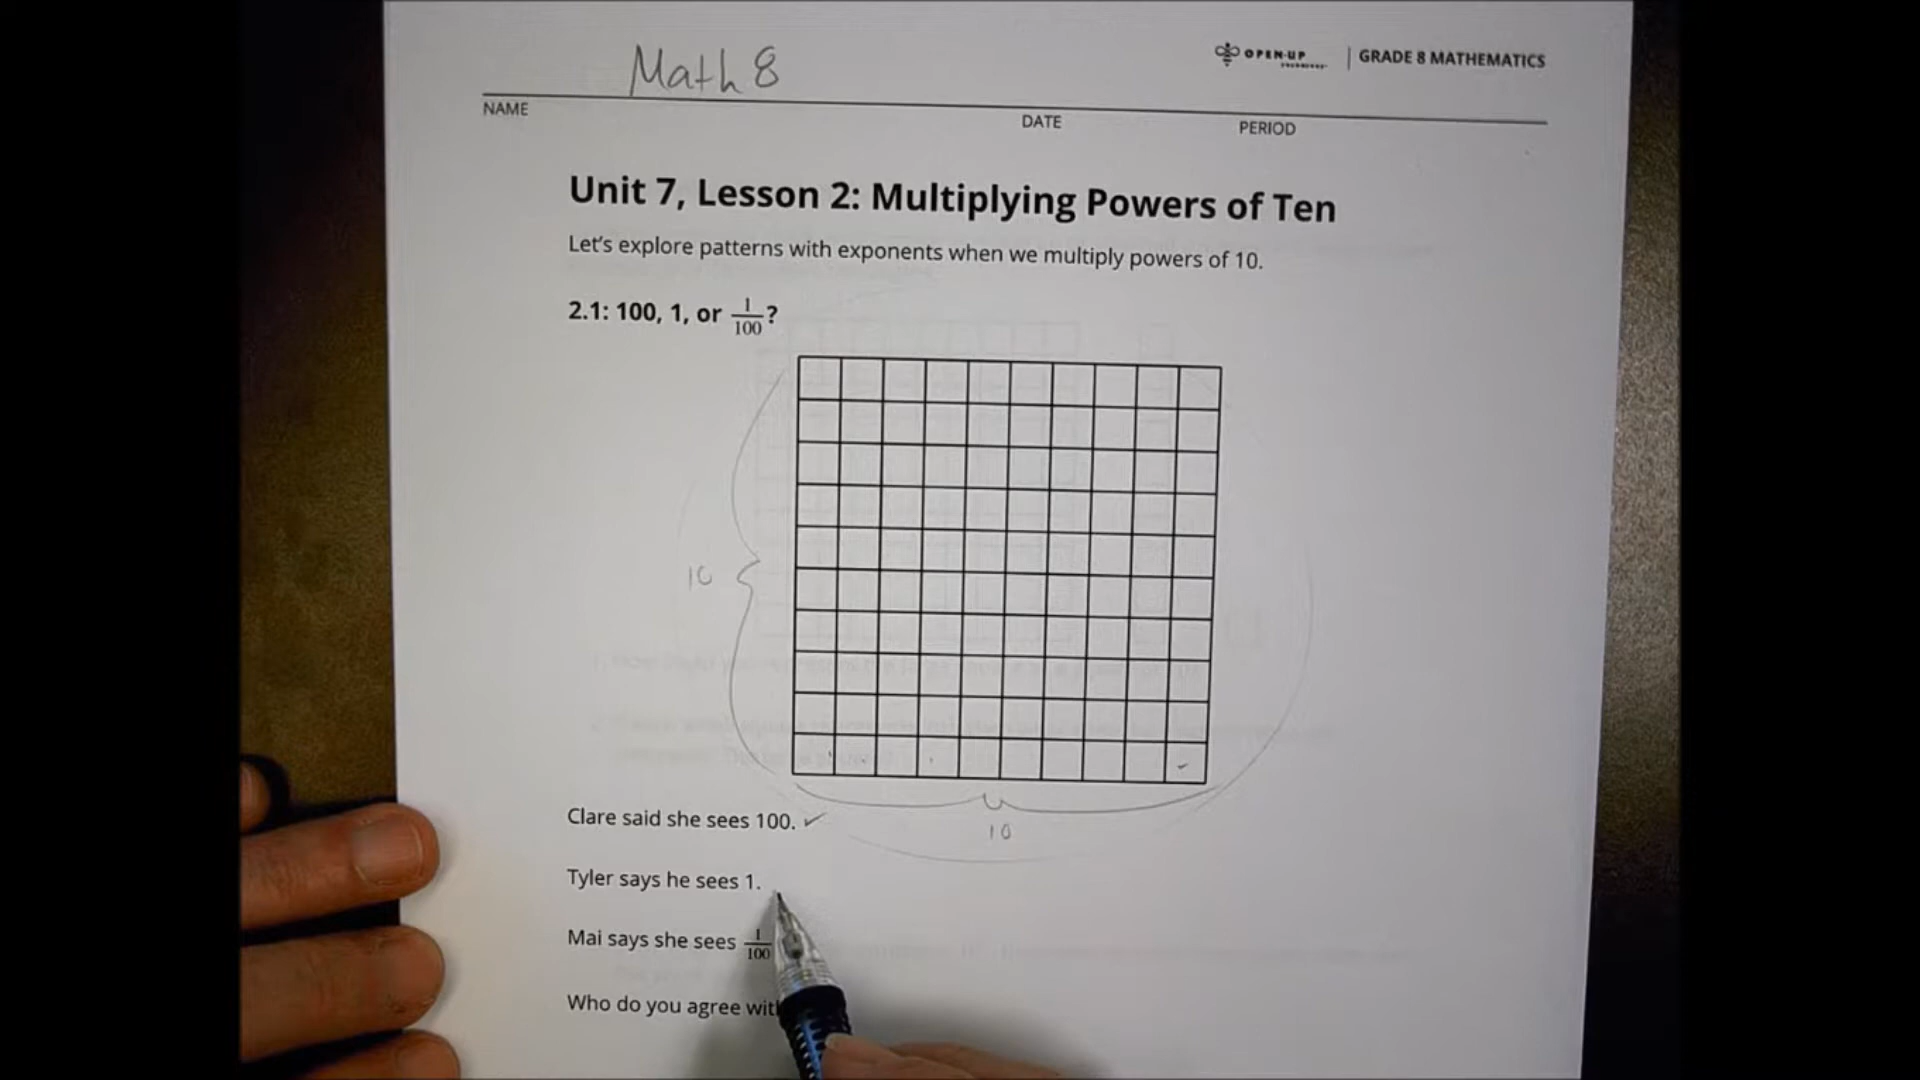 Math 8
OPEN-UP | GRADE 8 MATHEMATICS
NAME DATE PERIOD
Unit 7, Lesson 2: Multiplying Powers of Ten
Let's explore patterns with exponents when we multiply powers of 10.
2.1: 100, 1, or 1/100?
10
10
Clare said she sees 100. ✓
Tyler says he sees 1.
Mai says she sees 1/100
Who do you agree